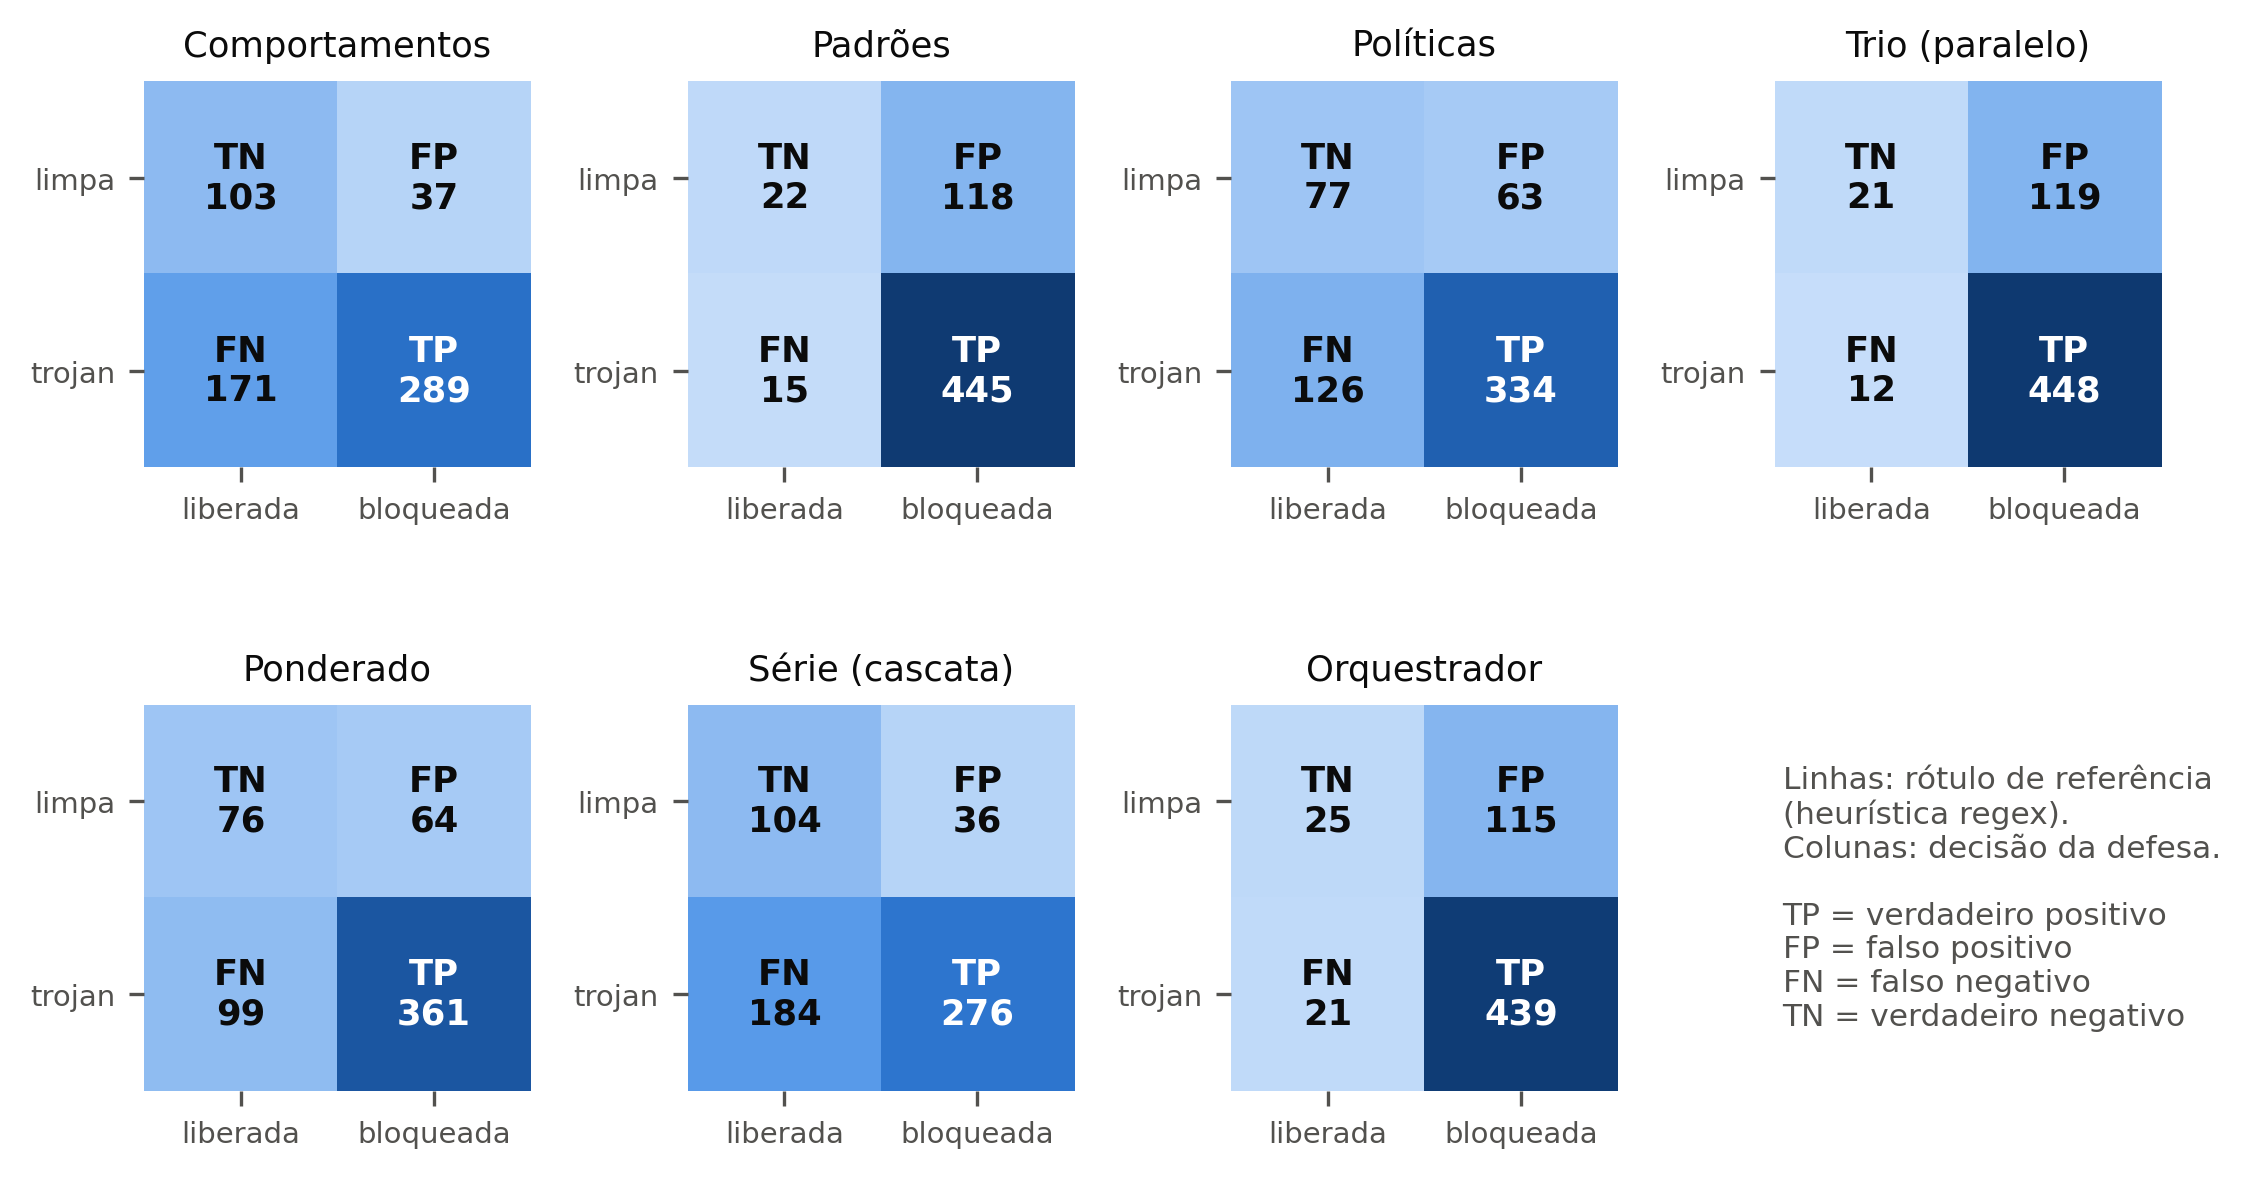 Comportamentos
TN
103
FP
37
FN
171
TP
289
limpa
trojan
liberada
bloqueada
Padrões
TN
22
FP
118
FN
15
TP
445
limpa
trojan
liberada
bloqueada
Políticas
TN
77
FP
63
FN
126
TP
334
limpa
trojan
liberada
bloqueada
Trio (paralelo)
TN
21
FP
119
FN
12
TP
448
limpa
trojan
liberada
bloqueada
Ponderado
TN
76
FP
64
FN
99
TP
361
limpa
trojan
liberada
bloqueada
Série (cascata)
TN
104
FP
36
FN
184
TP
276
limpa
trojan
liberada
bloqueada
Orquestrador
TN
25
FP
115
FN
21
TP
439
limpa
trojan
liberada
bloqueada
Linhas: rótulo de referência
(heurística regex).
Colunas: decisão da defesa.
TP = verdadeiro positivo
FP = falso positivo
FN = falso negativo
TN = verdadeiro negativo